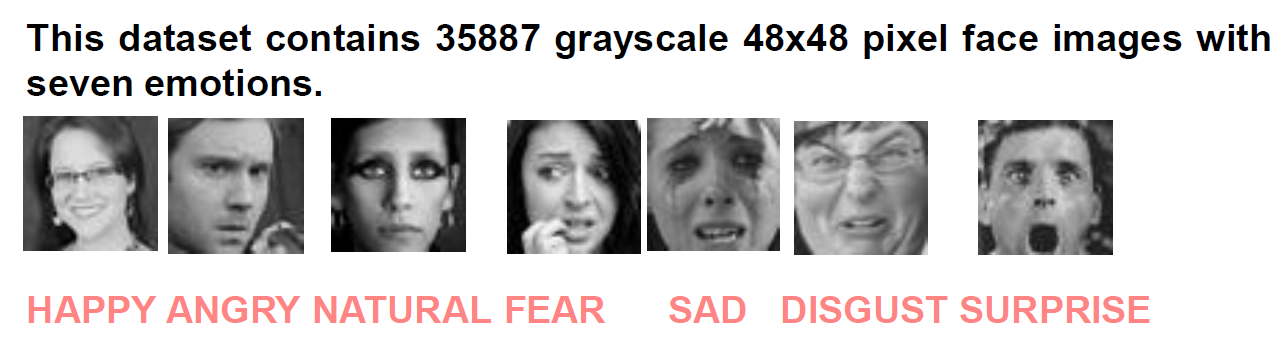 This dataset contains 35887 grayscale 48x48 pixel face images with
seven emotions.
HAPPY ANGRY NATURAL FEAR SAD DISGUST SURPRISE